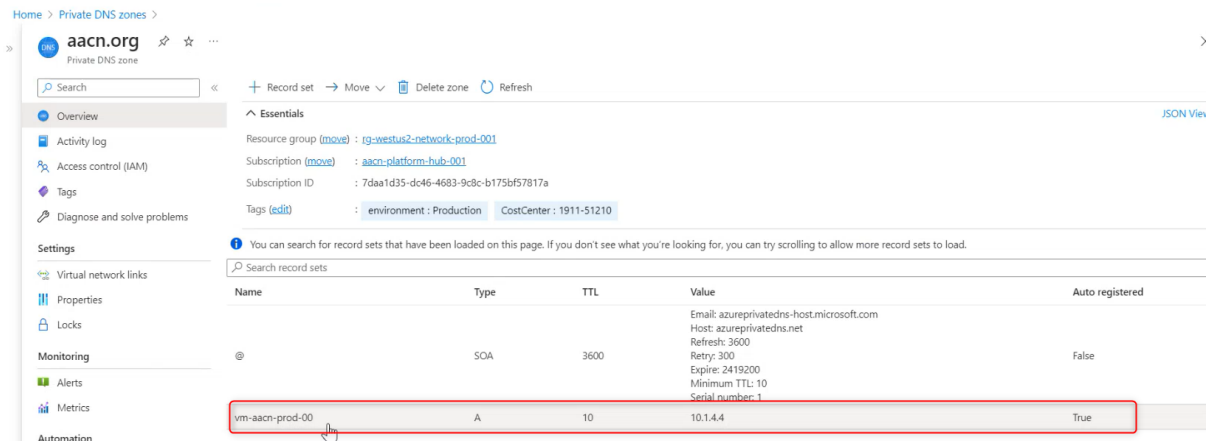 Home > Private DNS zones >
aacn.org
DNS
Private DNS zone
Search
Overview
Activity log
Access control (IAM)
Tags
Diagnose and solve problems
Settings
Virtual network links
Properties
Locks
Monitoring
Alerts
Metrics
Automation
Record set Move Delete zone Refresh
Essentials
JSON View
Resource group (move) : rg-westus2-network-prod-001
Subscription (move) : aacn-platform-hub-001
Subscription ID : 7daa1d35-dc46-4683-9c8c-b175bf57817a
Tags (edit) : environment : Production CostCenter : 1911-51210
You can search for record sets that have been loaded on this page. If you don't see what you're looking for, you can try scrolling to allow more record sets to load.
Search record sets
Name Type TTL Value Auto registered
@ SOA 3600
Email: azureprivatedns-host.microsoft.com
Host: azureprivatedns.net
Refresh: 3600
Retry: 300
Expire: 2419200
Minimum TTL: 10
Serial number: 1
False
vm-aacn-prod-00 A 10 10.1.4.4 True